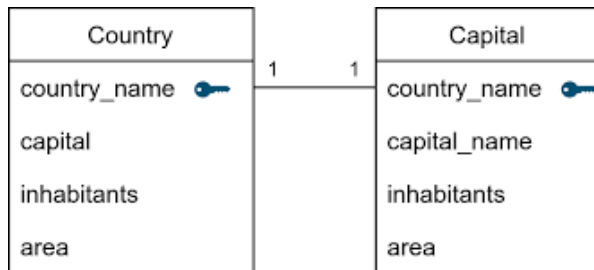 Country
country_name
capital
inhabitants
area
1 1
Capital
country_name
capital_name
inhabitants
area